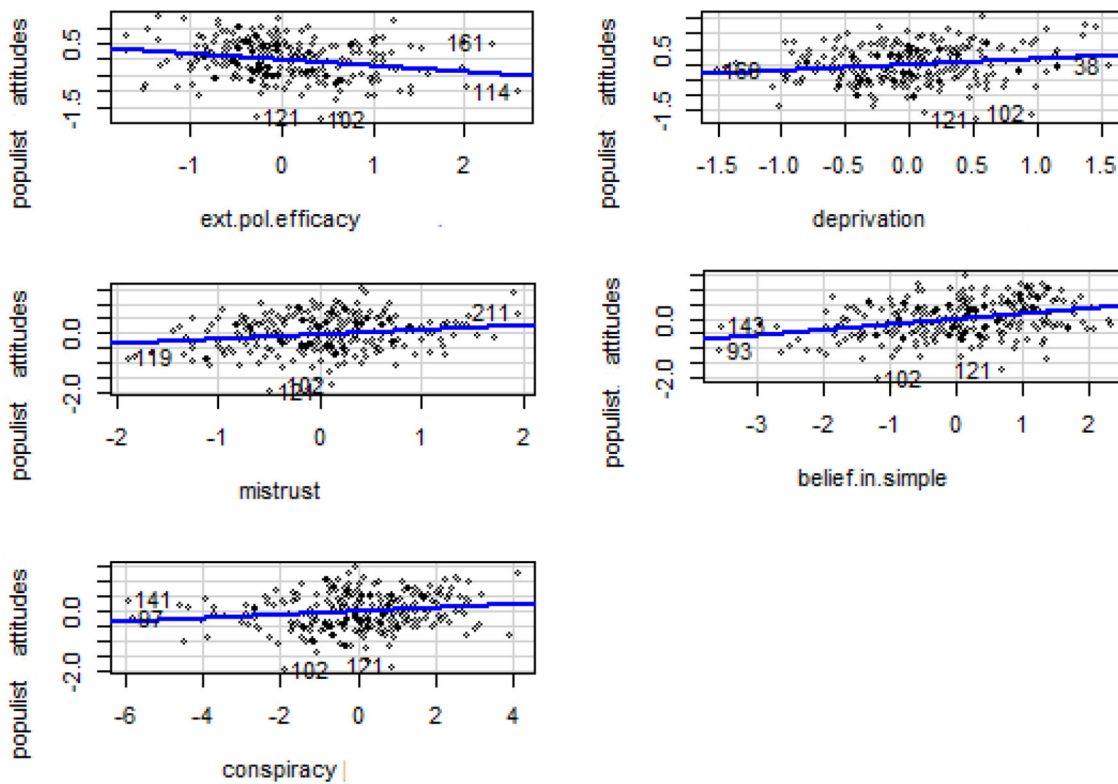 populist attitudes
0.5
-1.5
161
114
121
102
-1 0 1 2
ext.pol.efficacy .
populist attitudes
0.5
-1.5
160
38
121
102
-1.5 -1.0 -0.5 0.0 0.5 1.0 1.5
deprivation
populist attitudes
0.0
-2.0
211
119
102
121
-2 -1 0 1 2
mistrust
populist. attitudes
0.0
-2.0
143
93
121
102
-3 -2 -1 0 1 2
belief.in.simple
populist attitudes
0.0
-2.0
141
97
102
121
-6 -4 -2 0 2 4
conspiracy